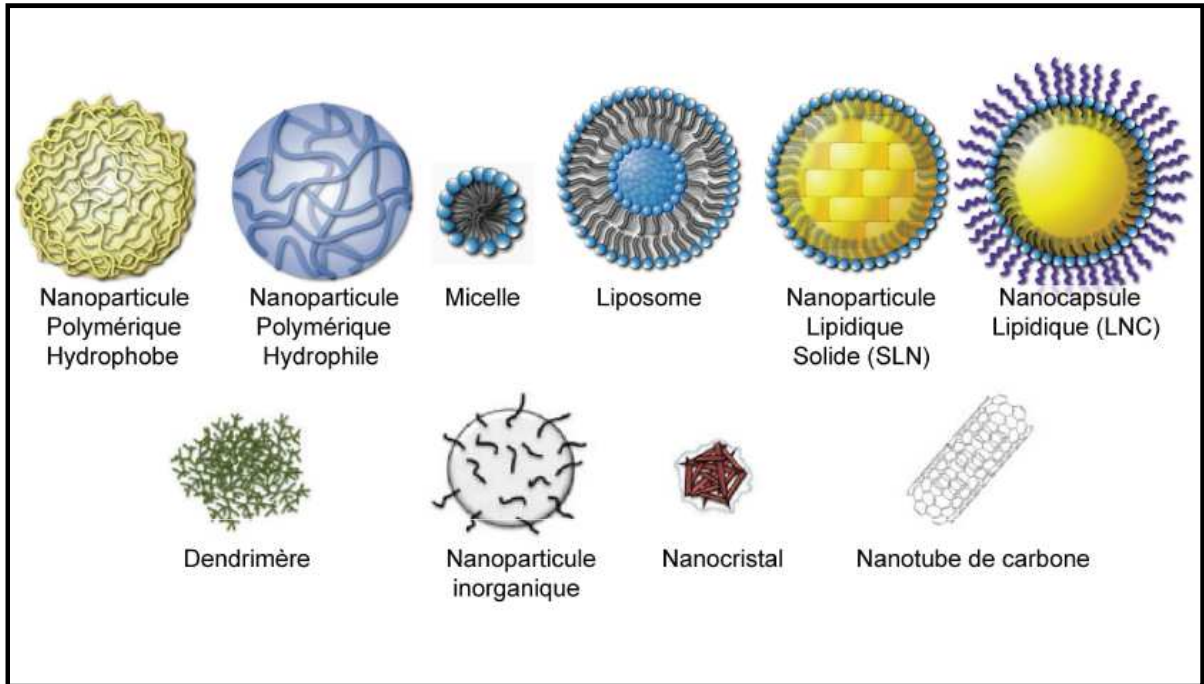 Nanoparticule
Polymérique
Hydrophobe
Nanoparticule
Polymérique
Hydrophile
Micelle
Liposome
Nanoparticule
Lipidique
Solide (SLN)
Nanocapsule
Lipidique (LNC)
Dendrimère
Nanoparticule
inorganique
Nanocristal
Nanotube de carbone